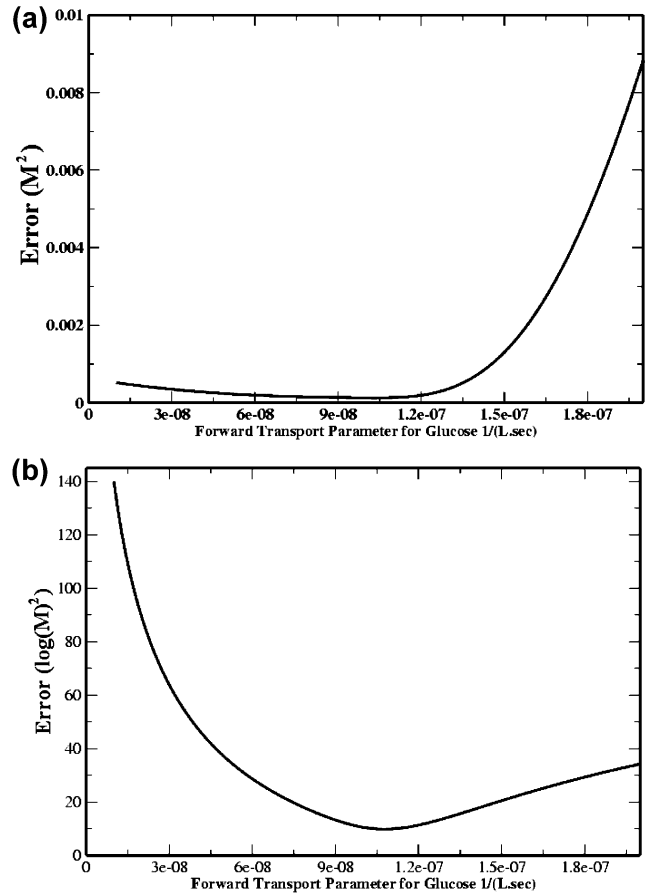 (a)
0.01
0.008
0.006
0.004
0.002
0
Error (M²)
0 3e-08 6e-08 9e-08 1.2e-07 1.5e-07 1.8e-07
Forward Transport Parameter for Glucose 1/(L.sec)
(b)
140
120
100
80
60
40
20
0
Error (log(M)²)
0 3e-08 6e-08 9e-08 1.2e-07 1.5e-07 1.8e-07
Forward Transport Parameter for Glucose 1/(L.sec)